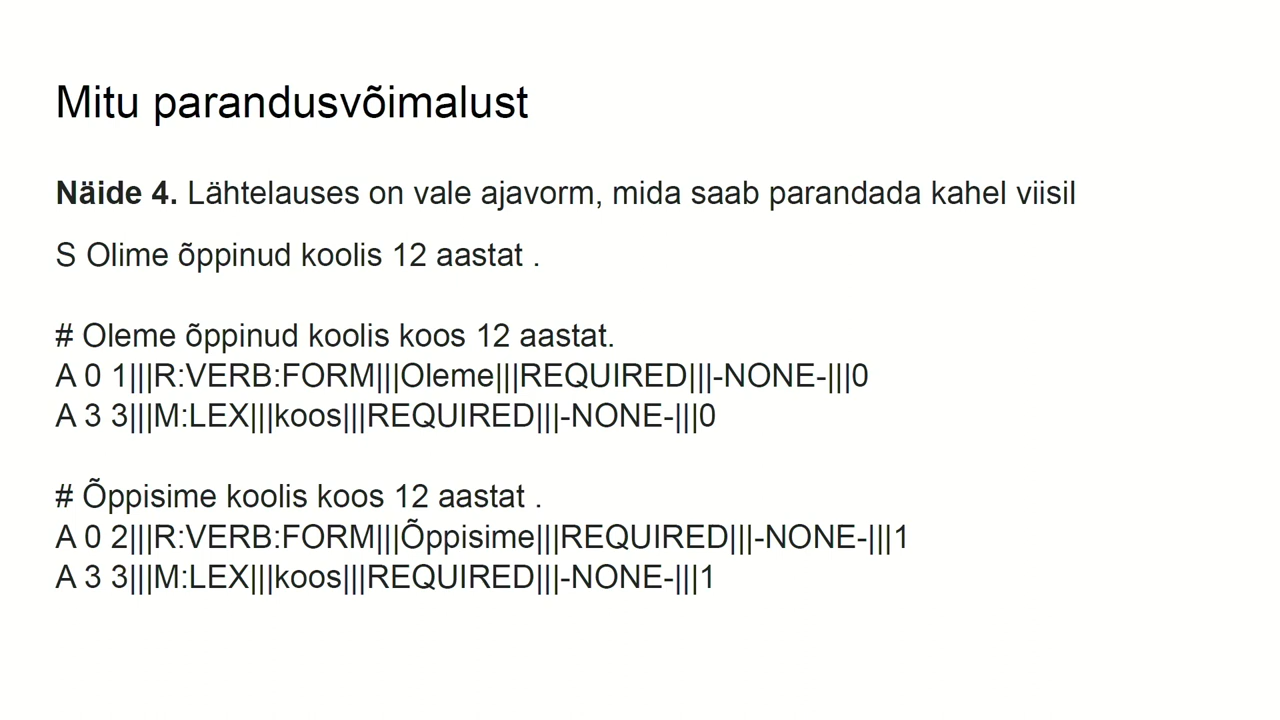 Mitu parandusvõimalust
Näide 4. Lähtelauses on vale ajavorm, mida saab parandada kahel viisil
S Olime õppinud koolis 12 aastat .
# Oleme õppinud koolis koos 12 aastat.
A 0 1|||R:VERB:FORM|||Oleme|||REQUIRED|||-NONE-|||0
A 3 3|||M:LEX|||koos|||REQUIRED|||-NONE-|||0
# Õppisime koolis koos 12 aastat .
A 0 2|||R:VERB:FORM|||Õppisime|||REQUIRED|||-NONE-|||1
A 3 3|||M:LEX|||koos|||REQUIRED|||-NONE-|||1